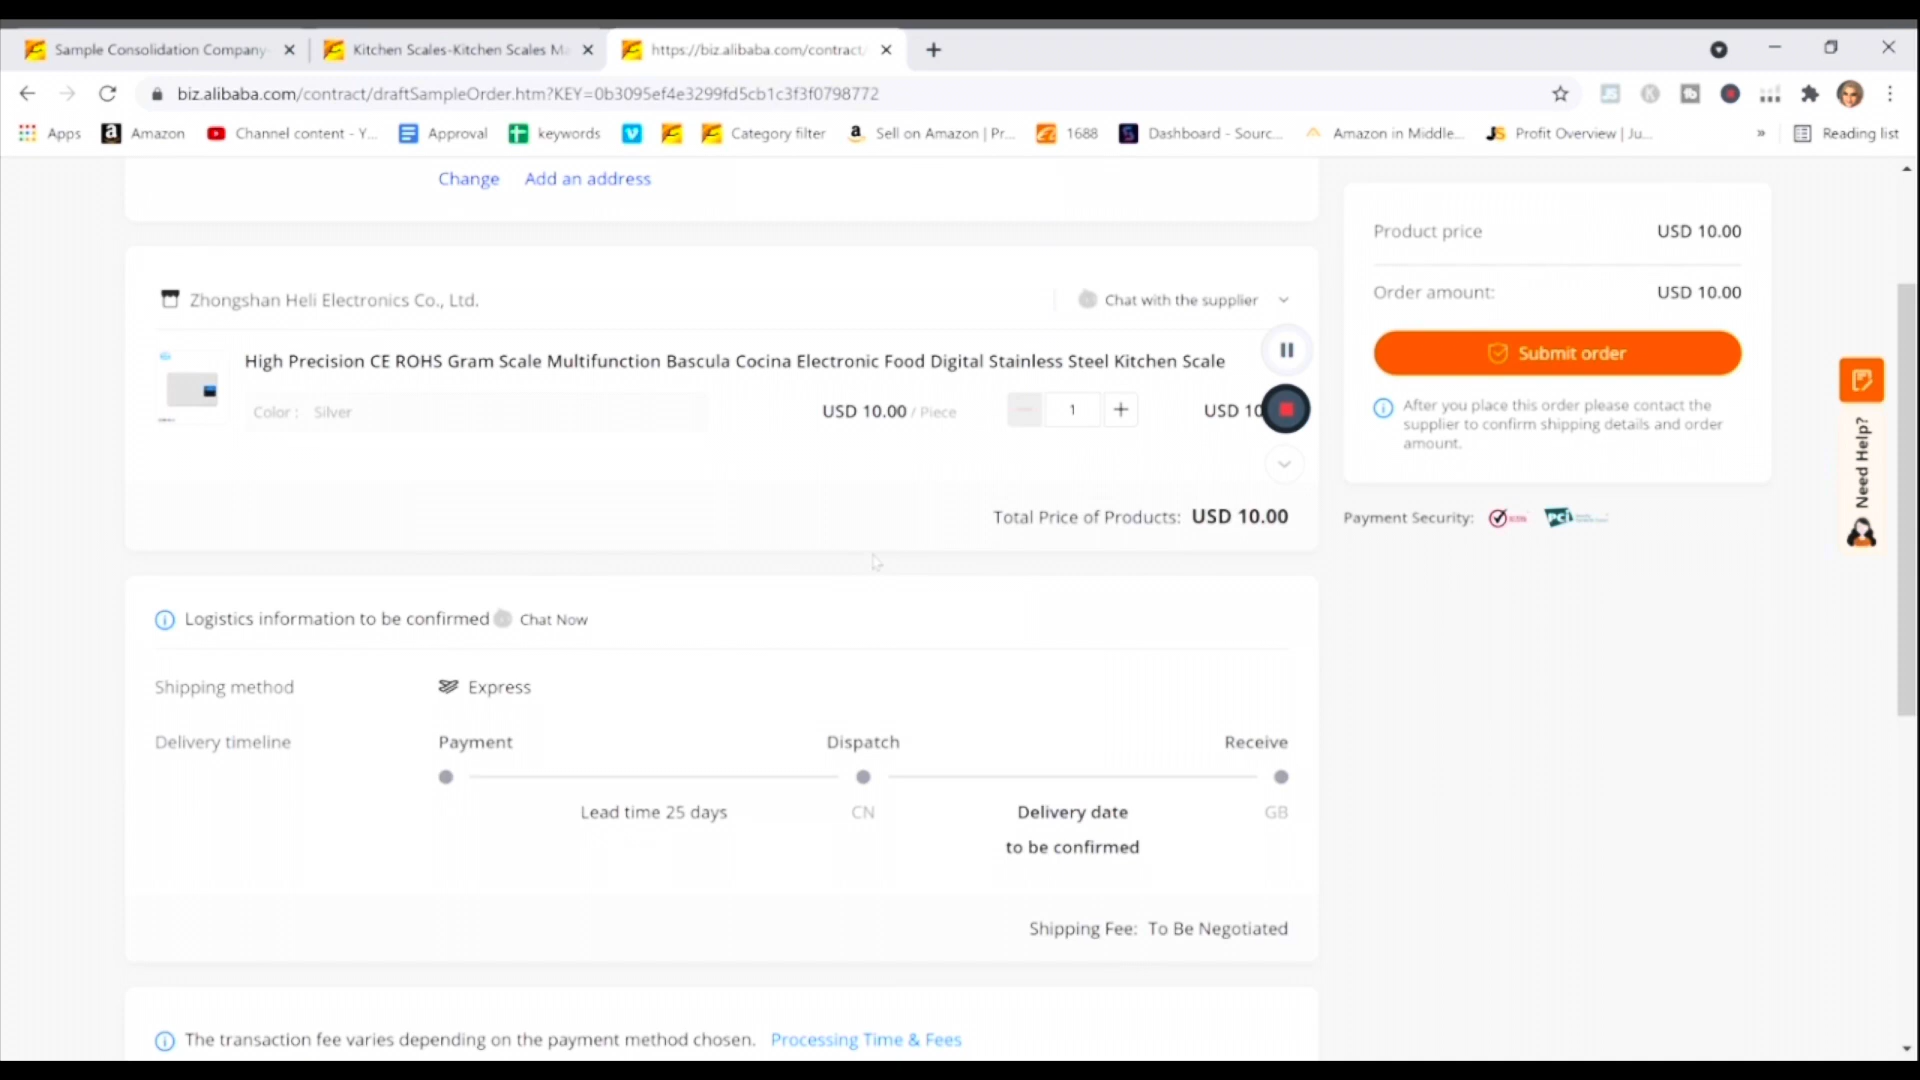 Sample Consolidation Company-
Kitchen Scales-Kitchen Scales M
https://biz.alibaba.com/contract/
biz.alibaba.com/contract/draftSampleOrder.htm?KEY=0b3095ef4e3299fd5cb1c3f3f0798772
Apps
Amazon
Channel content - Y...
Approval
keywords
Category filter
Sell on Amazon | Pr...
1688
Dashboard - Sourc...
Amazon in Middle...
Profit Overview | Ju...
»
Reading list
Change
Add an address
Zhongshan Heli Electronics Co., Ltd.
Chat with the supplier
High Precision CE ROHS Gram Scale Multifunction Bascula Cocina Electronic Food Digital Stainless Steel Kitchen Scale
Color : Silver
USD 10.00 / Piece
1
USD 10
Total Price of Products: USD 10.00
Logistics information to be confirmed
Chat Now
Shipping method
Express
Delivery timeline
Payment
Dispatch
Receive
Lead time 25 days
CN
Delivery date
to be confirmed
GB
Shipping Fee: To Be Negotiated
The transaction fee varies depending on the payment method chosen. Processing Time & Fees
Product price
USD 10.00
Order amount:
USD 10.00
Submit order
After you place this order please contact the
supplier to confirm shipping details and order
amount.
Payment Security:
PCI
Need Help?